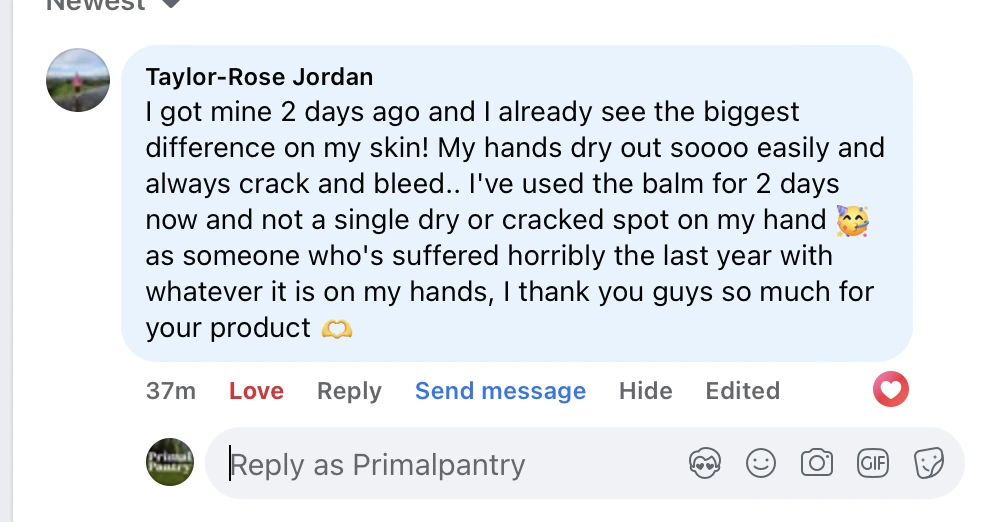 Newest
Taylor-Rose Jordan
I got mine 2 days ago and I already see the biggest
difference on my skin! My hands dry out soooo easily and
always crack and bleed.. I've used the balm for 2 days
now and not a single dry or cracked spot on my hand 🥳
as someone who's suffered horribly the last year with
whatever it is on my hands, I thank you guys so much for
your product 🫶
37m Love Reply Send message Hide Edited
Primal
Pantry
Reply as Primalpantry
GIF